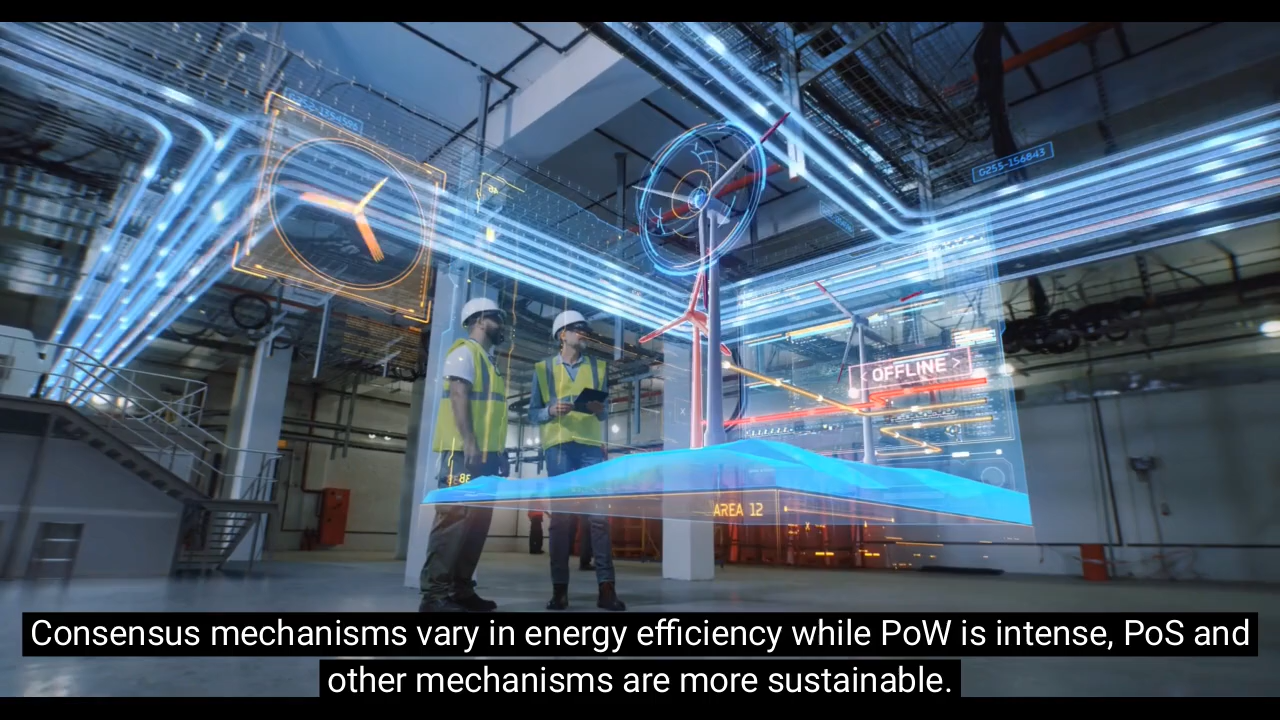 G255-156843
< OFFLINE >
AREA 12
Consensus mechanisms vary in energy efficiency while PoW is intense, PoS and
other mechanisms are more sustainable.